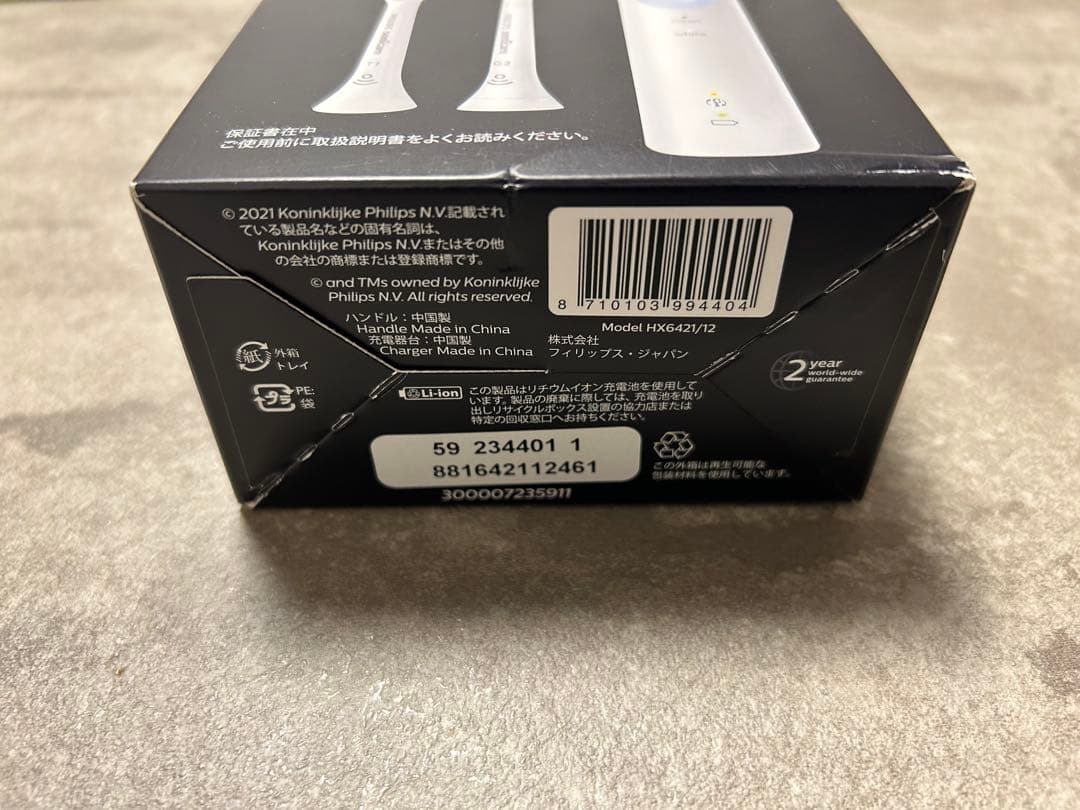 保証書在中
ご使用前に取扱説明書をよくお読みください。
© 2021 Koninklijke Philips N.V.記載され
ている製品名などの固有名詞は、
Koninklijke Philips N.V.またはその他
の会社の商標または登録商標です。
© and TMs owned by Koninklijke
Philips N.V. All rights reserved.
ハンドル：中国製
Handle Made in China
充電器台：中国製
Charger Made in China
8 710103 994404
Model HX6421/12
株式会社
フィリップス・ジャパン
紙
外箱
トレイ
プラ
PE:
袋
Li-ion
この製品はリチウムイオン充電池を使用して
います。製品の廃棄に際しては、充電池を取り
出しリサイクルボックス設置の協力店または
特定の回収窓口へお持ちください。
2 year
world-wide
guarantee
59 234401 1
881642112461
300007235911
この外箱は再生可能な
包装材料を使用しています。